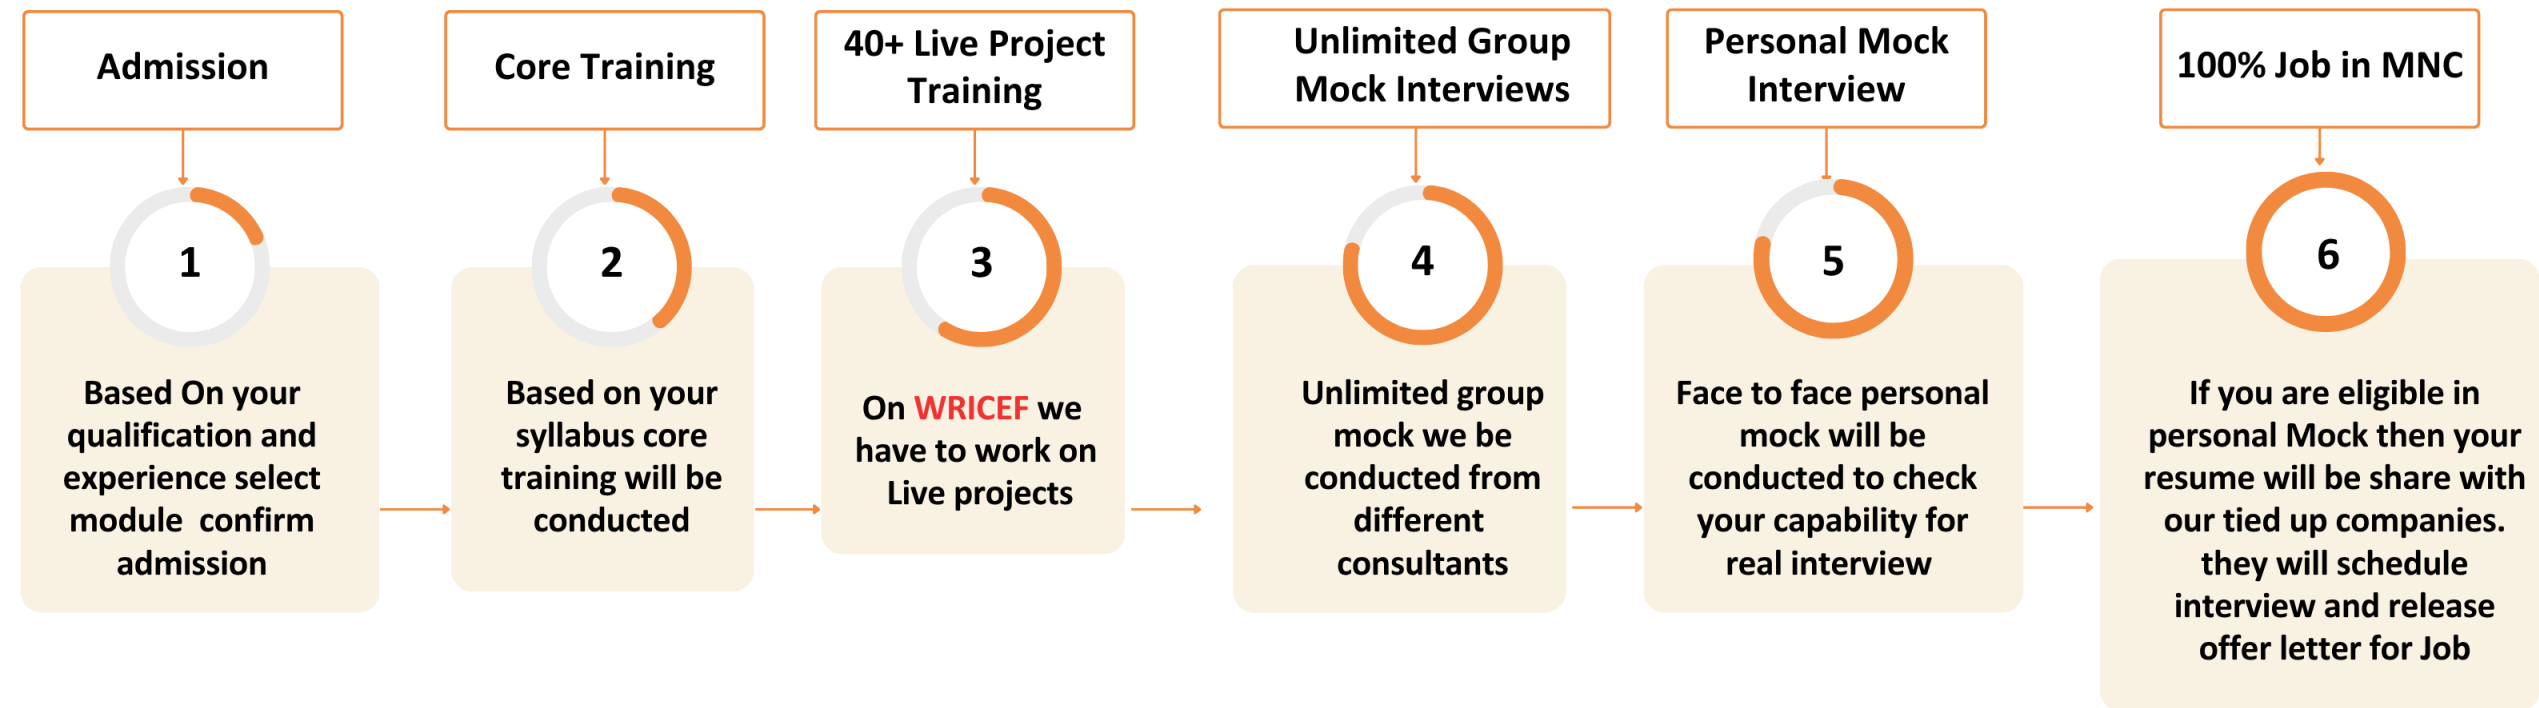 Admission
1
Based On your
qualification and
experience select
module  confirm
admission
Core Training
2
Based on your
syllabus core
training will be
conducted
40+ Live Project
Training
3
On WRICEF we
have to work on
Live projects
Unlimited Group
Mock Interviews
4
Unlimited group
mock we be
conducted from
different
consultants
Personal Mock
Interview
5
Face to face personal
mock will be
conducted to check
your capability for
real interview
100% Job in MNC
6
If you are eligible in
personal Mock then your
resume will be share with
our tied up companies.
they will schedule
interview and release
offer letter for Job